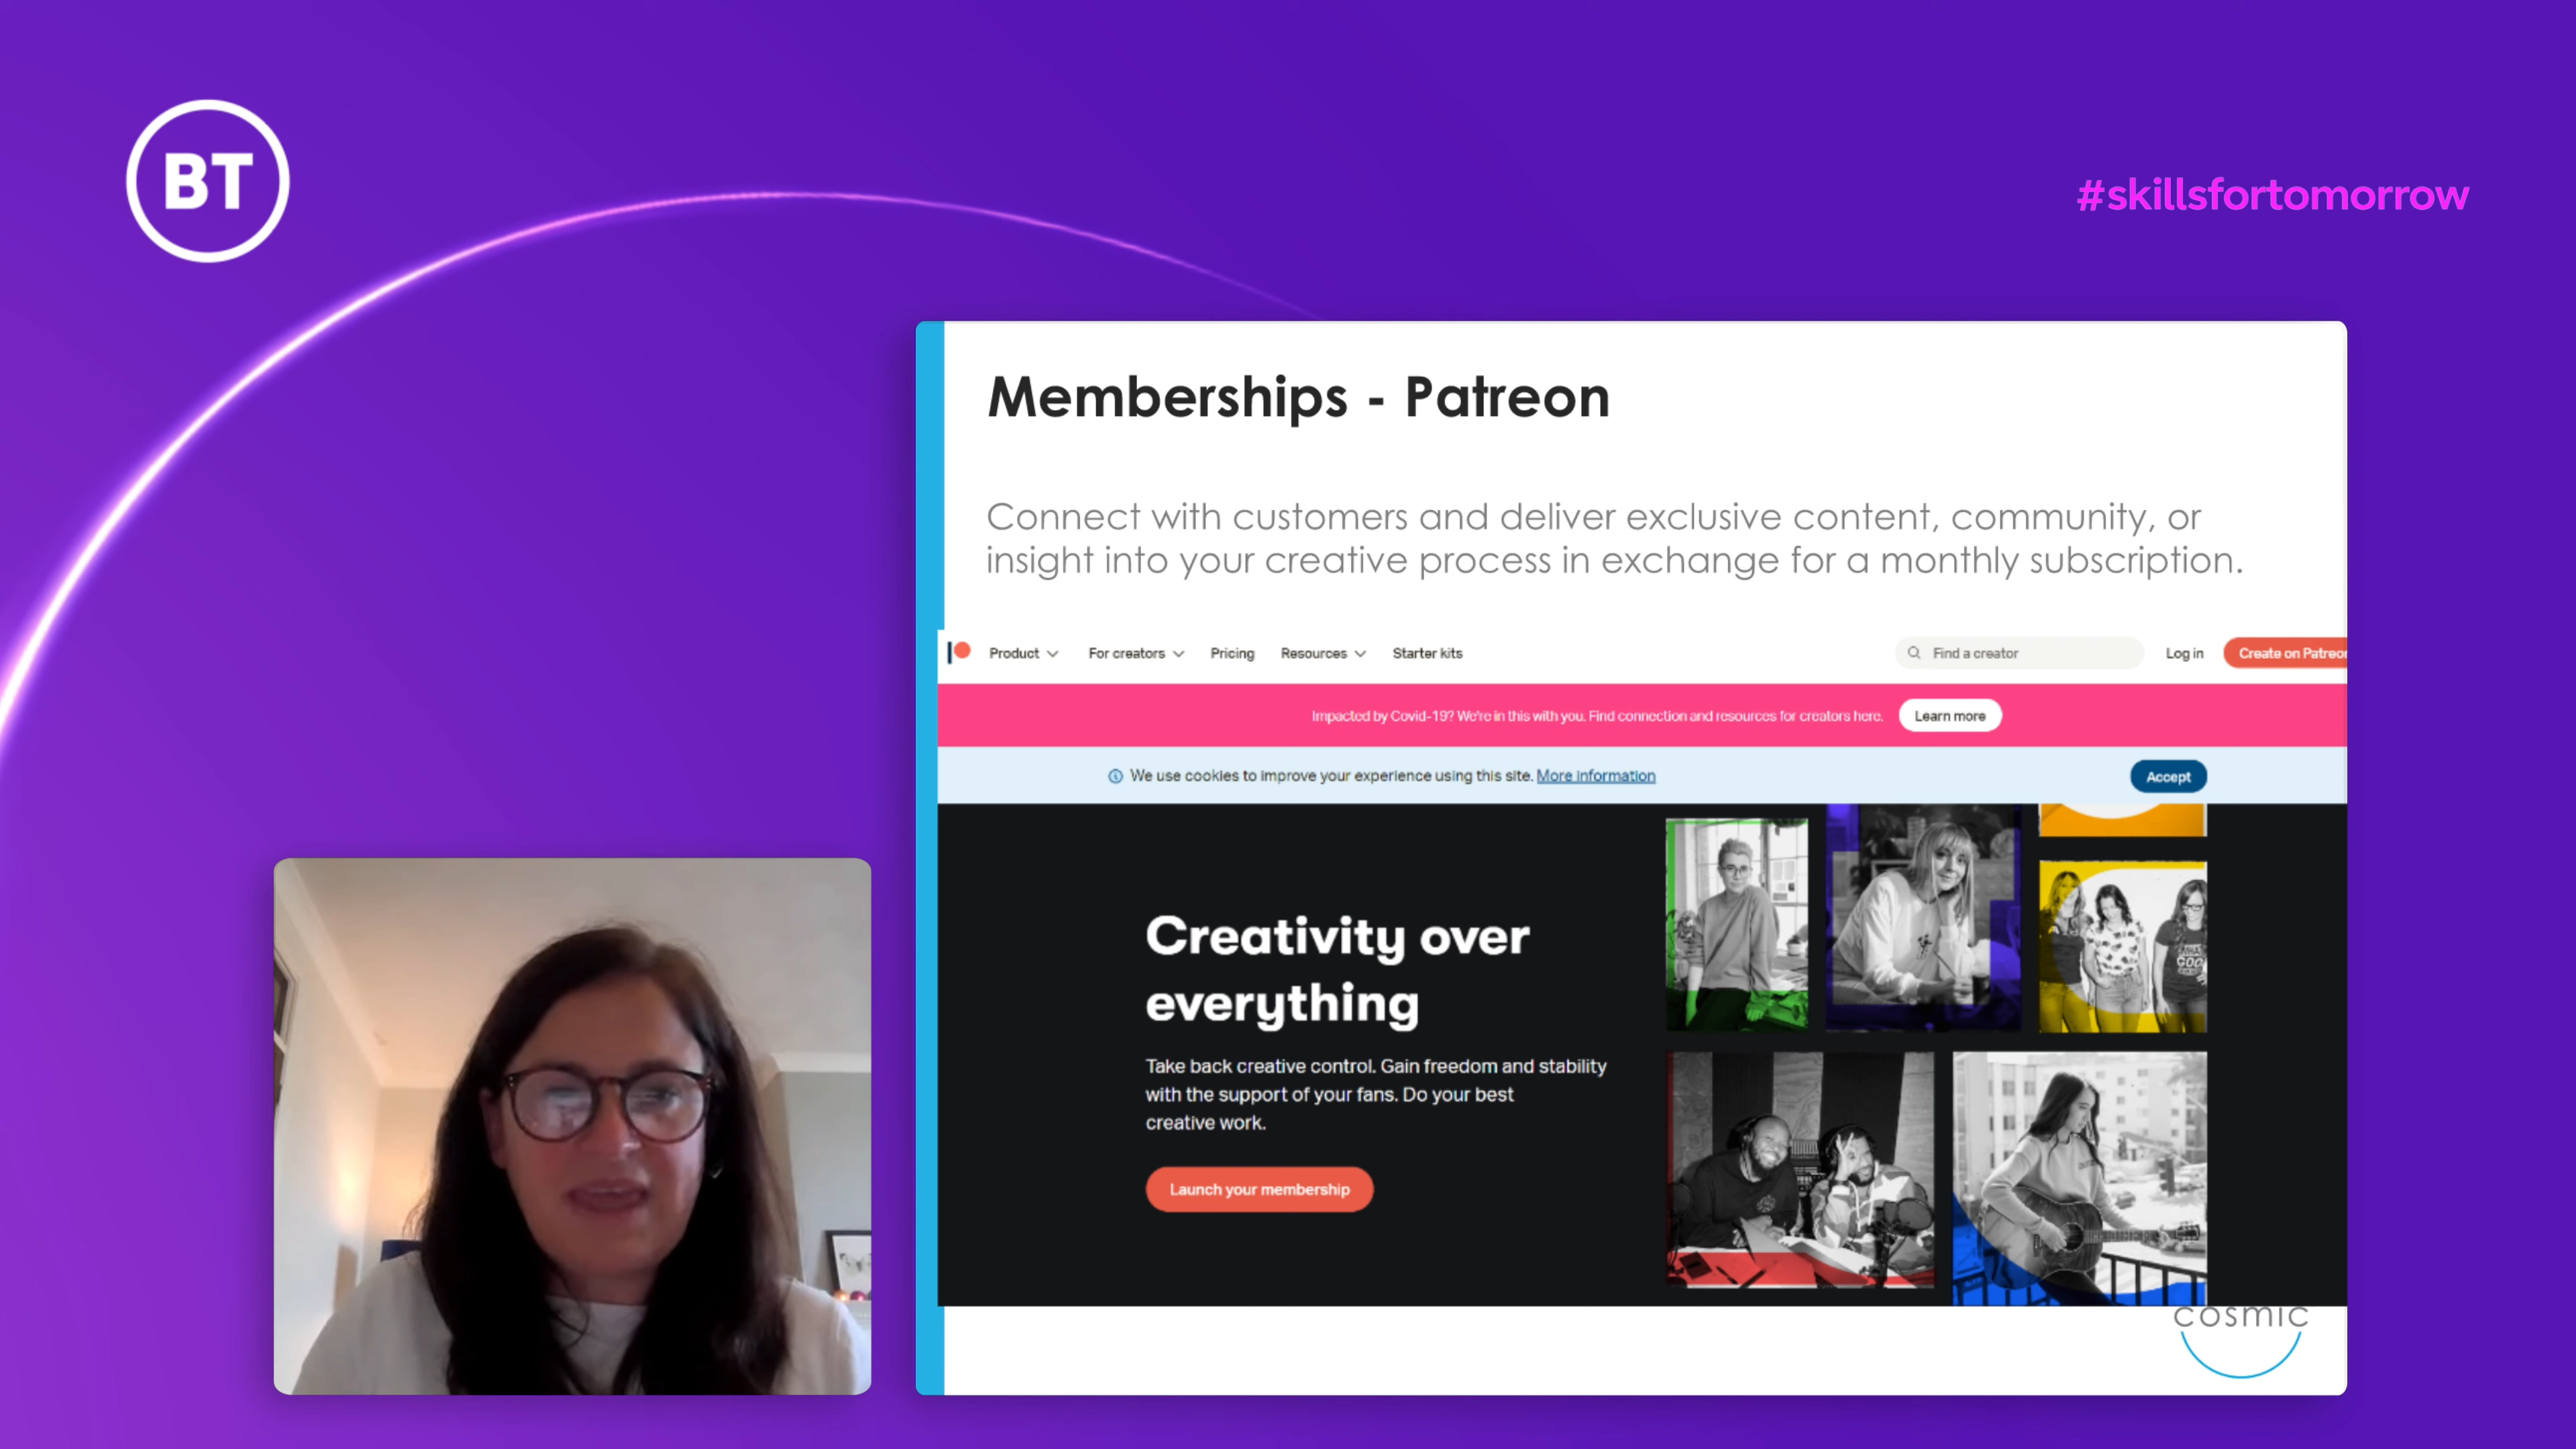 BT
#skillsfortomorrow
Memberships - Patreon
Connect with customers and deliver exclusive content, community, or
insight into your creative process in exchange for a monthly subscription.
Product
For creators
Pricing
Resources
Starter kits
Find a creator
Log in
Create on Patreon
Impacted by Covid-19? We're in this with you. Find connection and resources for creators here.
Learn more
We use cookies to improve your experience using this site. More information
Accept
Creativity over
everything
Take back creative control. Gain freedom and stability
with the support of your fans. Do your best
creative work.
Launch your membership
cosmic